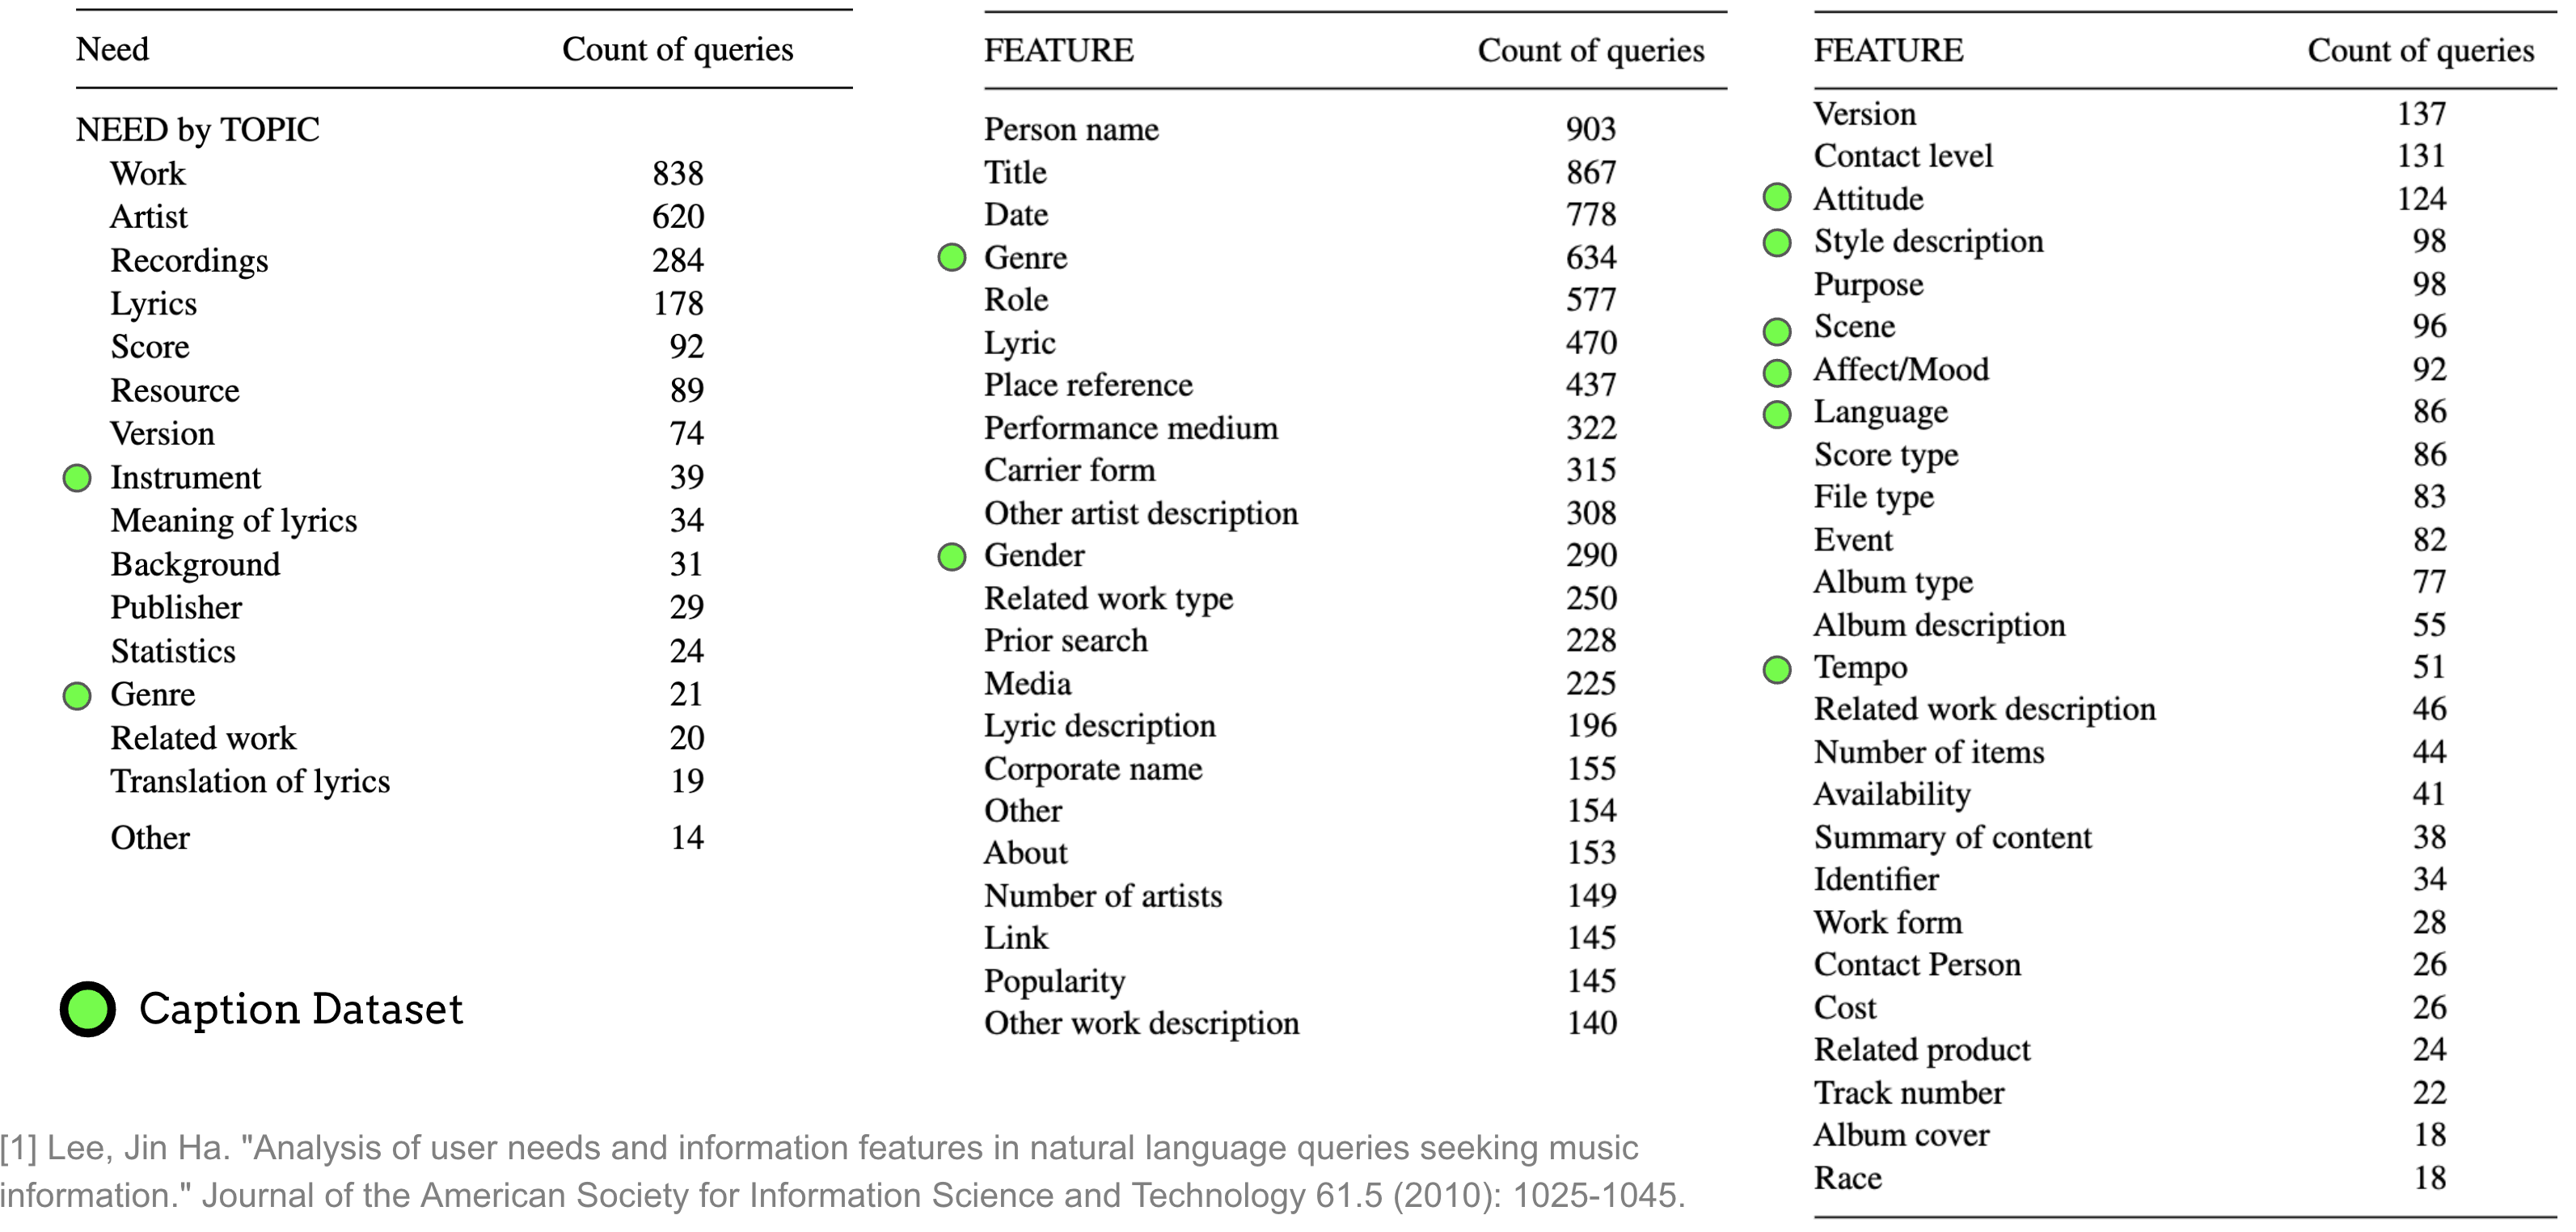 Need Count of queries
NEED by TOPIC
Work 838
Artist 620
Recordings 284
Lyrics 178
Score 92
Resource 89
Version 74
Instrument 39
Meaning of lyrics 34
Background 31
Publisher 29
Statistics 24
Genre 21
Related work 20
Translation of lyrics 19
Other 14
Caption Dataset
FEATURE Count of queries
Person name 903
Title 867
Date 778
Genre 634
Role 577
Lyric 470
Place reference 437
Performance medium 322
Carrier form 315
Other artist description 308
Gender 290
Related work type 250
Prior search 228
Media 225
Lyric description 196
Corporate name 155
Other 154
About 153
Number of artists 149
Link 145
Popularity 145
Other work description 140
FEATURE Count of queries
Version 137
Contact level 131
Attitude 124
Style description 98
Purpose 98
Scene 96
Affect/Mood 92
Language 86
Score type 86
File type 83
Event 82
Album type 77
Album description 55
Tempo 51
Related work description 46
Number of items 44
Availability 41
Summary of content 38
Identifier 34
Work form 28
Contact Person 26
Cost 26
Related product 24
Track number 22
Album cover 18
Race 18
[1] Lee, Jin Ha. "Analysis of user needs and information features in natural language queries seeking music
information." Journal of the American Society for Information Science and Technology 61.5 (2010): 1025-1045.